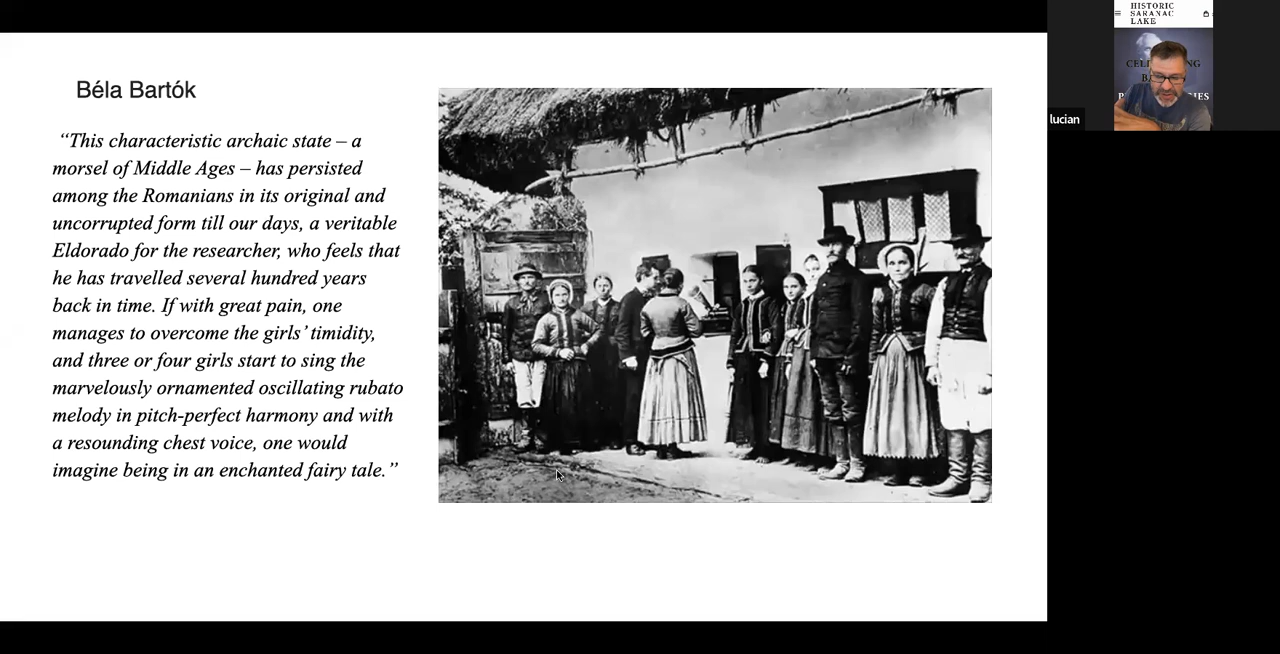 Béla Bartók
“This characteristic archaic state – a
morsel of Middle Ages – has persisted
among the Romanians in its original and
uncorrupted form till our days, a veritable
Eldorado for the researcher, who feels that
he has travelled several hundred years
back in time. If with great pain, one
manages to overcome the girls’ timidity,
and three or four girls start to sing the
marvelously ornamented oscillating rubato
melody in pitch-perfect harmony and with
a resounding chest voice, one would
imagine being in an enchanted fairy tale.”
HISTORIC
SARANAC
LAKE
lucian